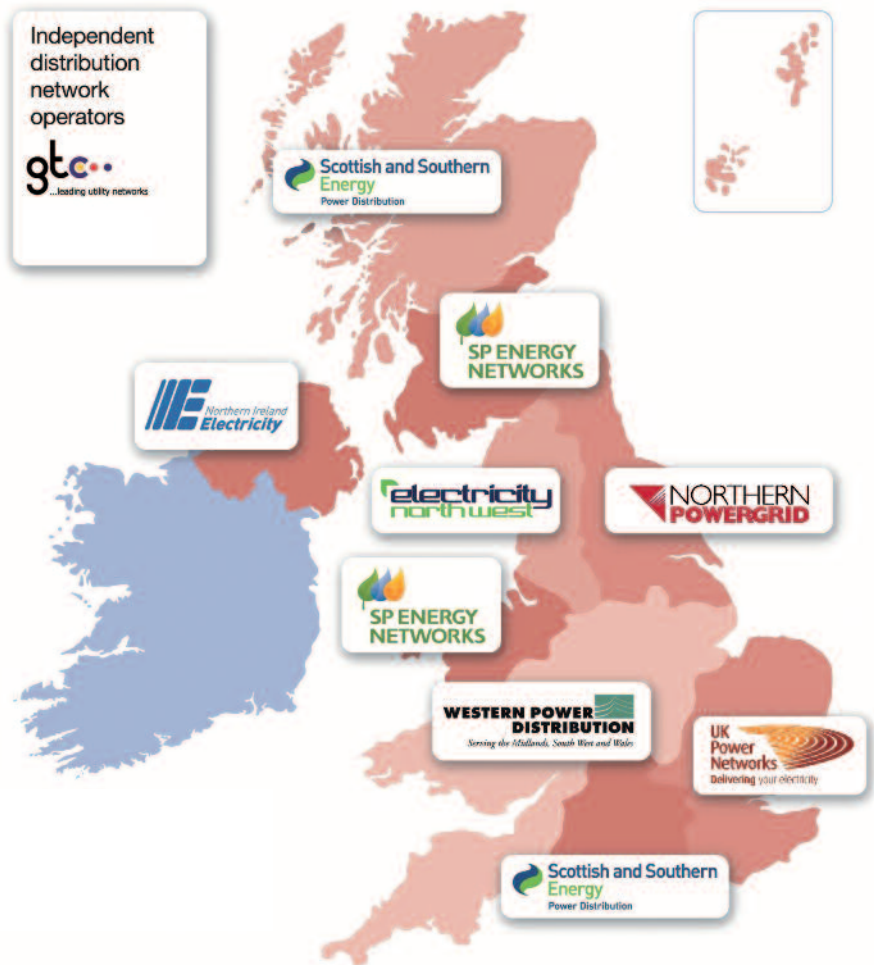 Independent
distribution
network
operators
gtc
...leading utility networks
Scottish and Southern
Energy
Power Distribution
SP ENERGY
NETWORKS
Northern Ireland
Electricity
electricity
northwest
NORTHERN
POWERGRID
SP ENERGY
NETWORKS
WESTERN POWER
DISTRIBUTION
Serving the Midlands, South West and Wales
UK
Power
Networks
Delivering your electricity
Scottish and Southern
Energy
Power Distribution